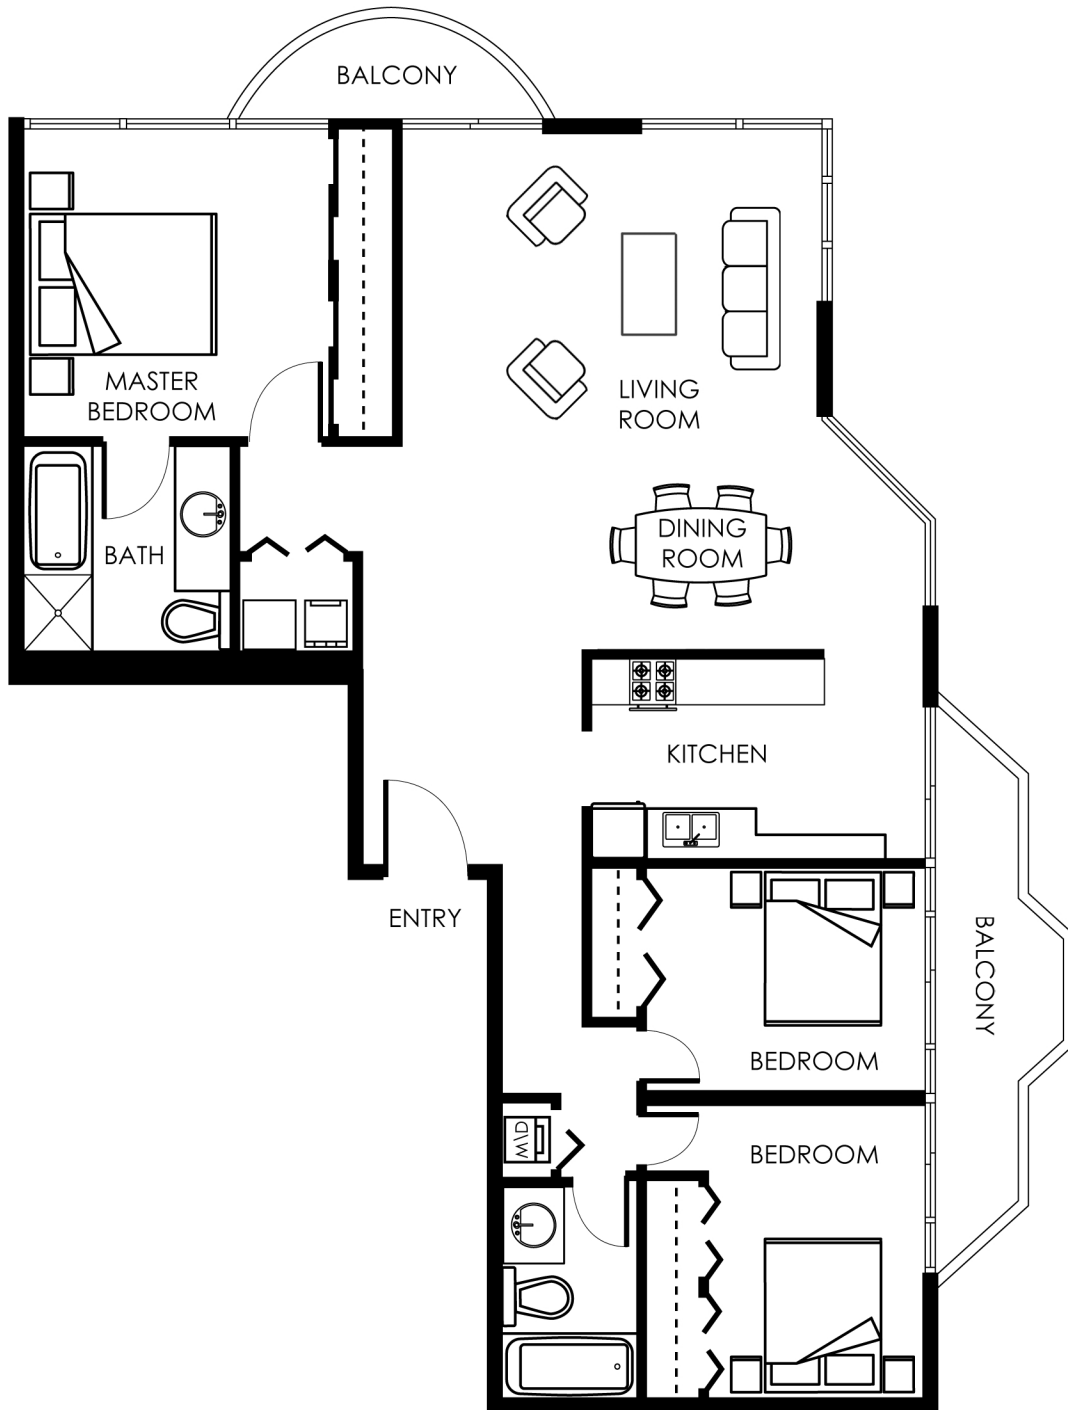 BALCONY
MASTER
BEDROOM
LIVING
ROOM
DINING
ROOM
BATH
KITCHEN
ENTRY
BALCONY
BEDROOM
W\D
BEDROOM